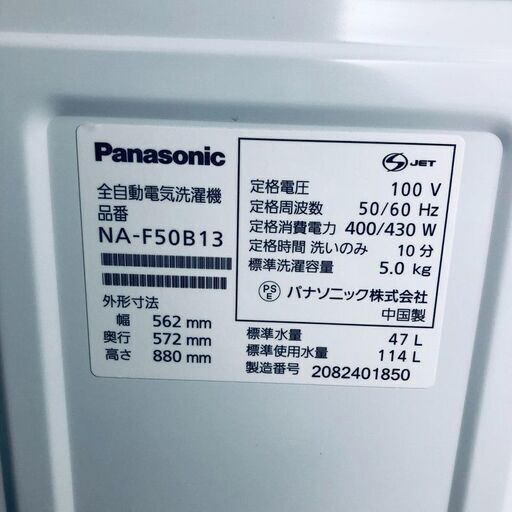 Panasonic
全自動電気洗濯機
品番
NA-F50B13
外形寸法
幅 562 mm
奥行 572 mm
高さ 880 mm
S JET
定格電圧 100 V
定格周波数 50/60 Hz
定格消費電力 400/430 W
定格時間 洗いのみ 10分
標準洗濯容量 5.0 kg
PS E パナソニック株式会社
中国製
標準水量 47 L
標準使用水量 114 L
製造番号 2082401850